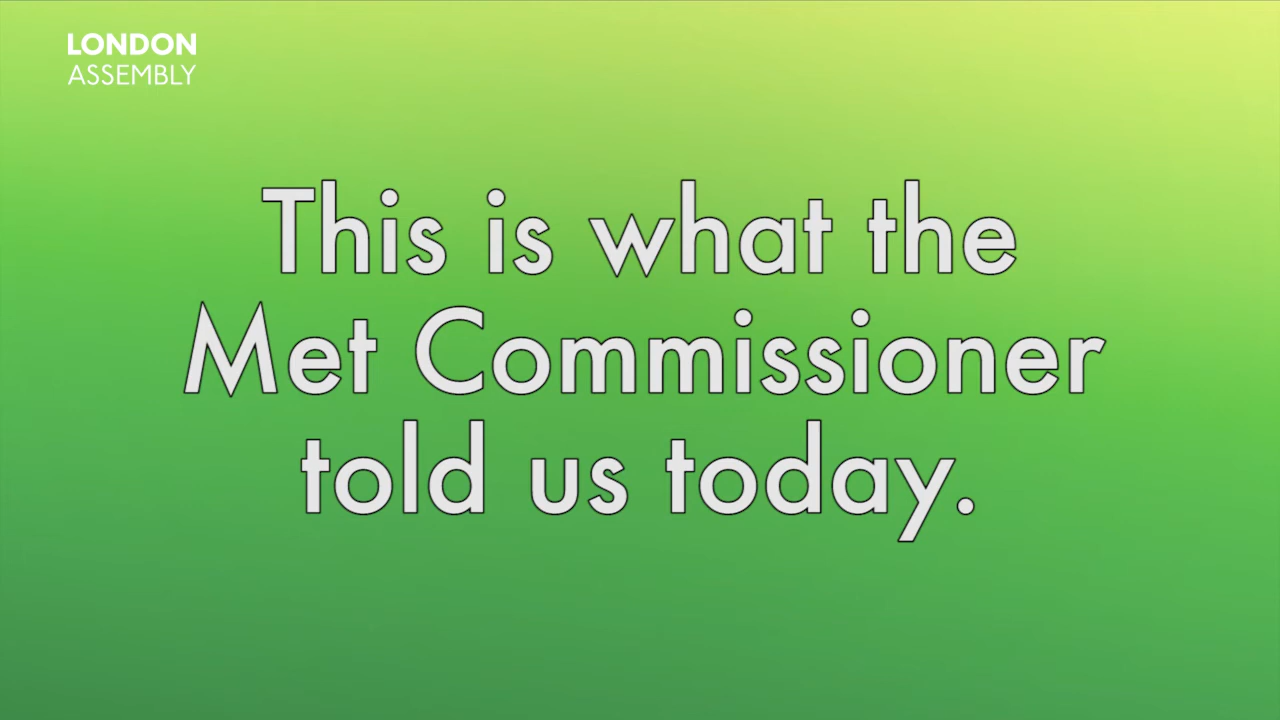 LONDON
ASSEMBLY
This is what the
Met Commissioner
told us today.